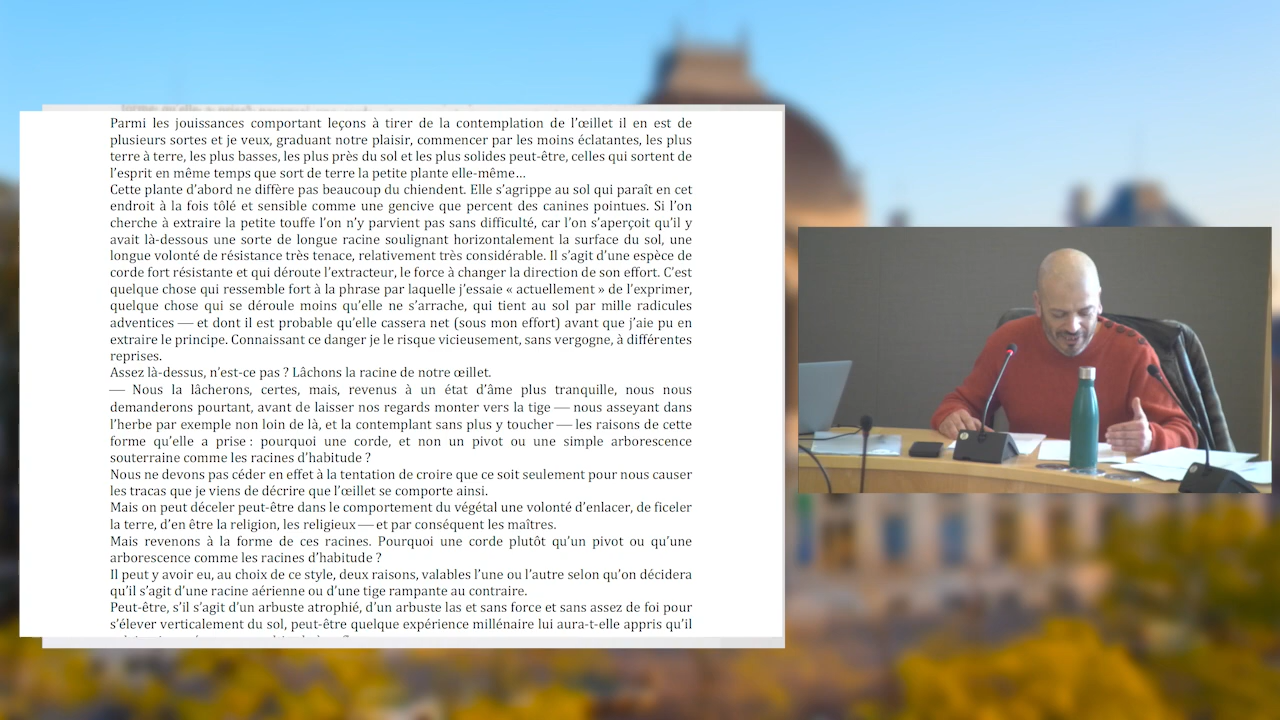 Parmi les jouissances comportant leçons à tirer de la contemplation de l’œillet il en est de
plusieurs sortes et je veux, graduant notre plaisir, commencer par les moins éclatantes, les plus
terre à terre, les plus basses, les plus près du sol et les plus solides peut-être, celles qui sortent de
l’esprit en même temps que sort de terre la petite plante elle-même…
Cette plante d’abord ne diffère pas beaucoup du chiendent. Elle s’agrippe au sol qui paraît en cet
endroit à la fois tôlé et sensible comme une gencive que percent des canines pointues. Si l’on
cherche à extraire la petite touffe l’on n’y parvient pas sans difficulté, car l’on s’aperçoit qu’il y
avait là-dessous une sorte de longue racine soulignant horizontalement la surface du sol, une
longue volonté de résistance très tenace, relativement très considérable. Il s’agit d’une espèce de
corde fort résistante et qui déroute l’extracteur, le force à changer la direction de son effort. C’est
quelque chose qui ressemble fort à la phrase par laquelle j’essaie « actuellement » de l’exprimer,
quelque chose qui se déroule moins qu’elle ne s’arrache, qui tient au sol par mille radicules
adventices — et dont il est probable qu’elle cassera net (sous mon effort) avant que j’aie pu en
extraire le principe. Connaissant ce danger je le risque vicieusement, sans vergogne, à différentes
reprises.
Assez là-dessus, n’est-ce pas ? Lâchons la racine de notre œillet.
— Nous la lâcherons, certes, mais, revenus à un état d’âme plus tranquille, nous nous
demanderons pourtant, avant de laisser nos regards monter vers la tige — nous asseyant dans
l’herbe par exemple non loin de là, et la contemplant sans plus y toucher — les raisons de cette
forme qu’elle a prise : pourquoi une corde, et non un pivot ou une simple arborescence
souterraine comme les racines d’habitude ?
Nous ne devons pas céder en effet à la tentation de croire que ce soit seulement pour nous causer
les tracas que je viens de décrire que l’œillet se comporte ainsi.
Mais on peut déceler peut-être dans le comportement du végétal une volonté d’enlacer, de ficeler
la terre, d’en être la religion, les religieux — et par conséquent les maîtres.
Mais revenons à la forme de ces racines. Pourquoi une corde plutôt qu’un pivot ou qu’une
arborescence comme les racines d’habitude ?
Il peut y avoir eu, au choix de ce style, deux raisons, valables l’une ou l’autre selon qu’on décidera
qu’il s’agit d’une racine aérienne ou d’une tige rampante au contraire.
Peut-être, s’il s’agit d’un arbuste atrophié, d’un arbuste las et sans force et sans assez de foi pour
s’élever verticalement du sol, peut-être quelque expérience millénaire lui aura-t-elle appris qu’il